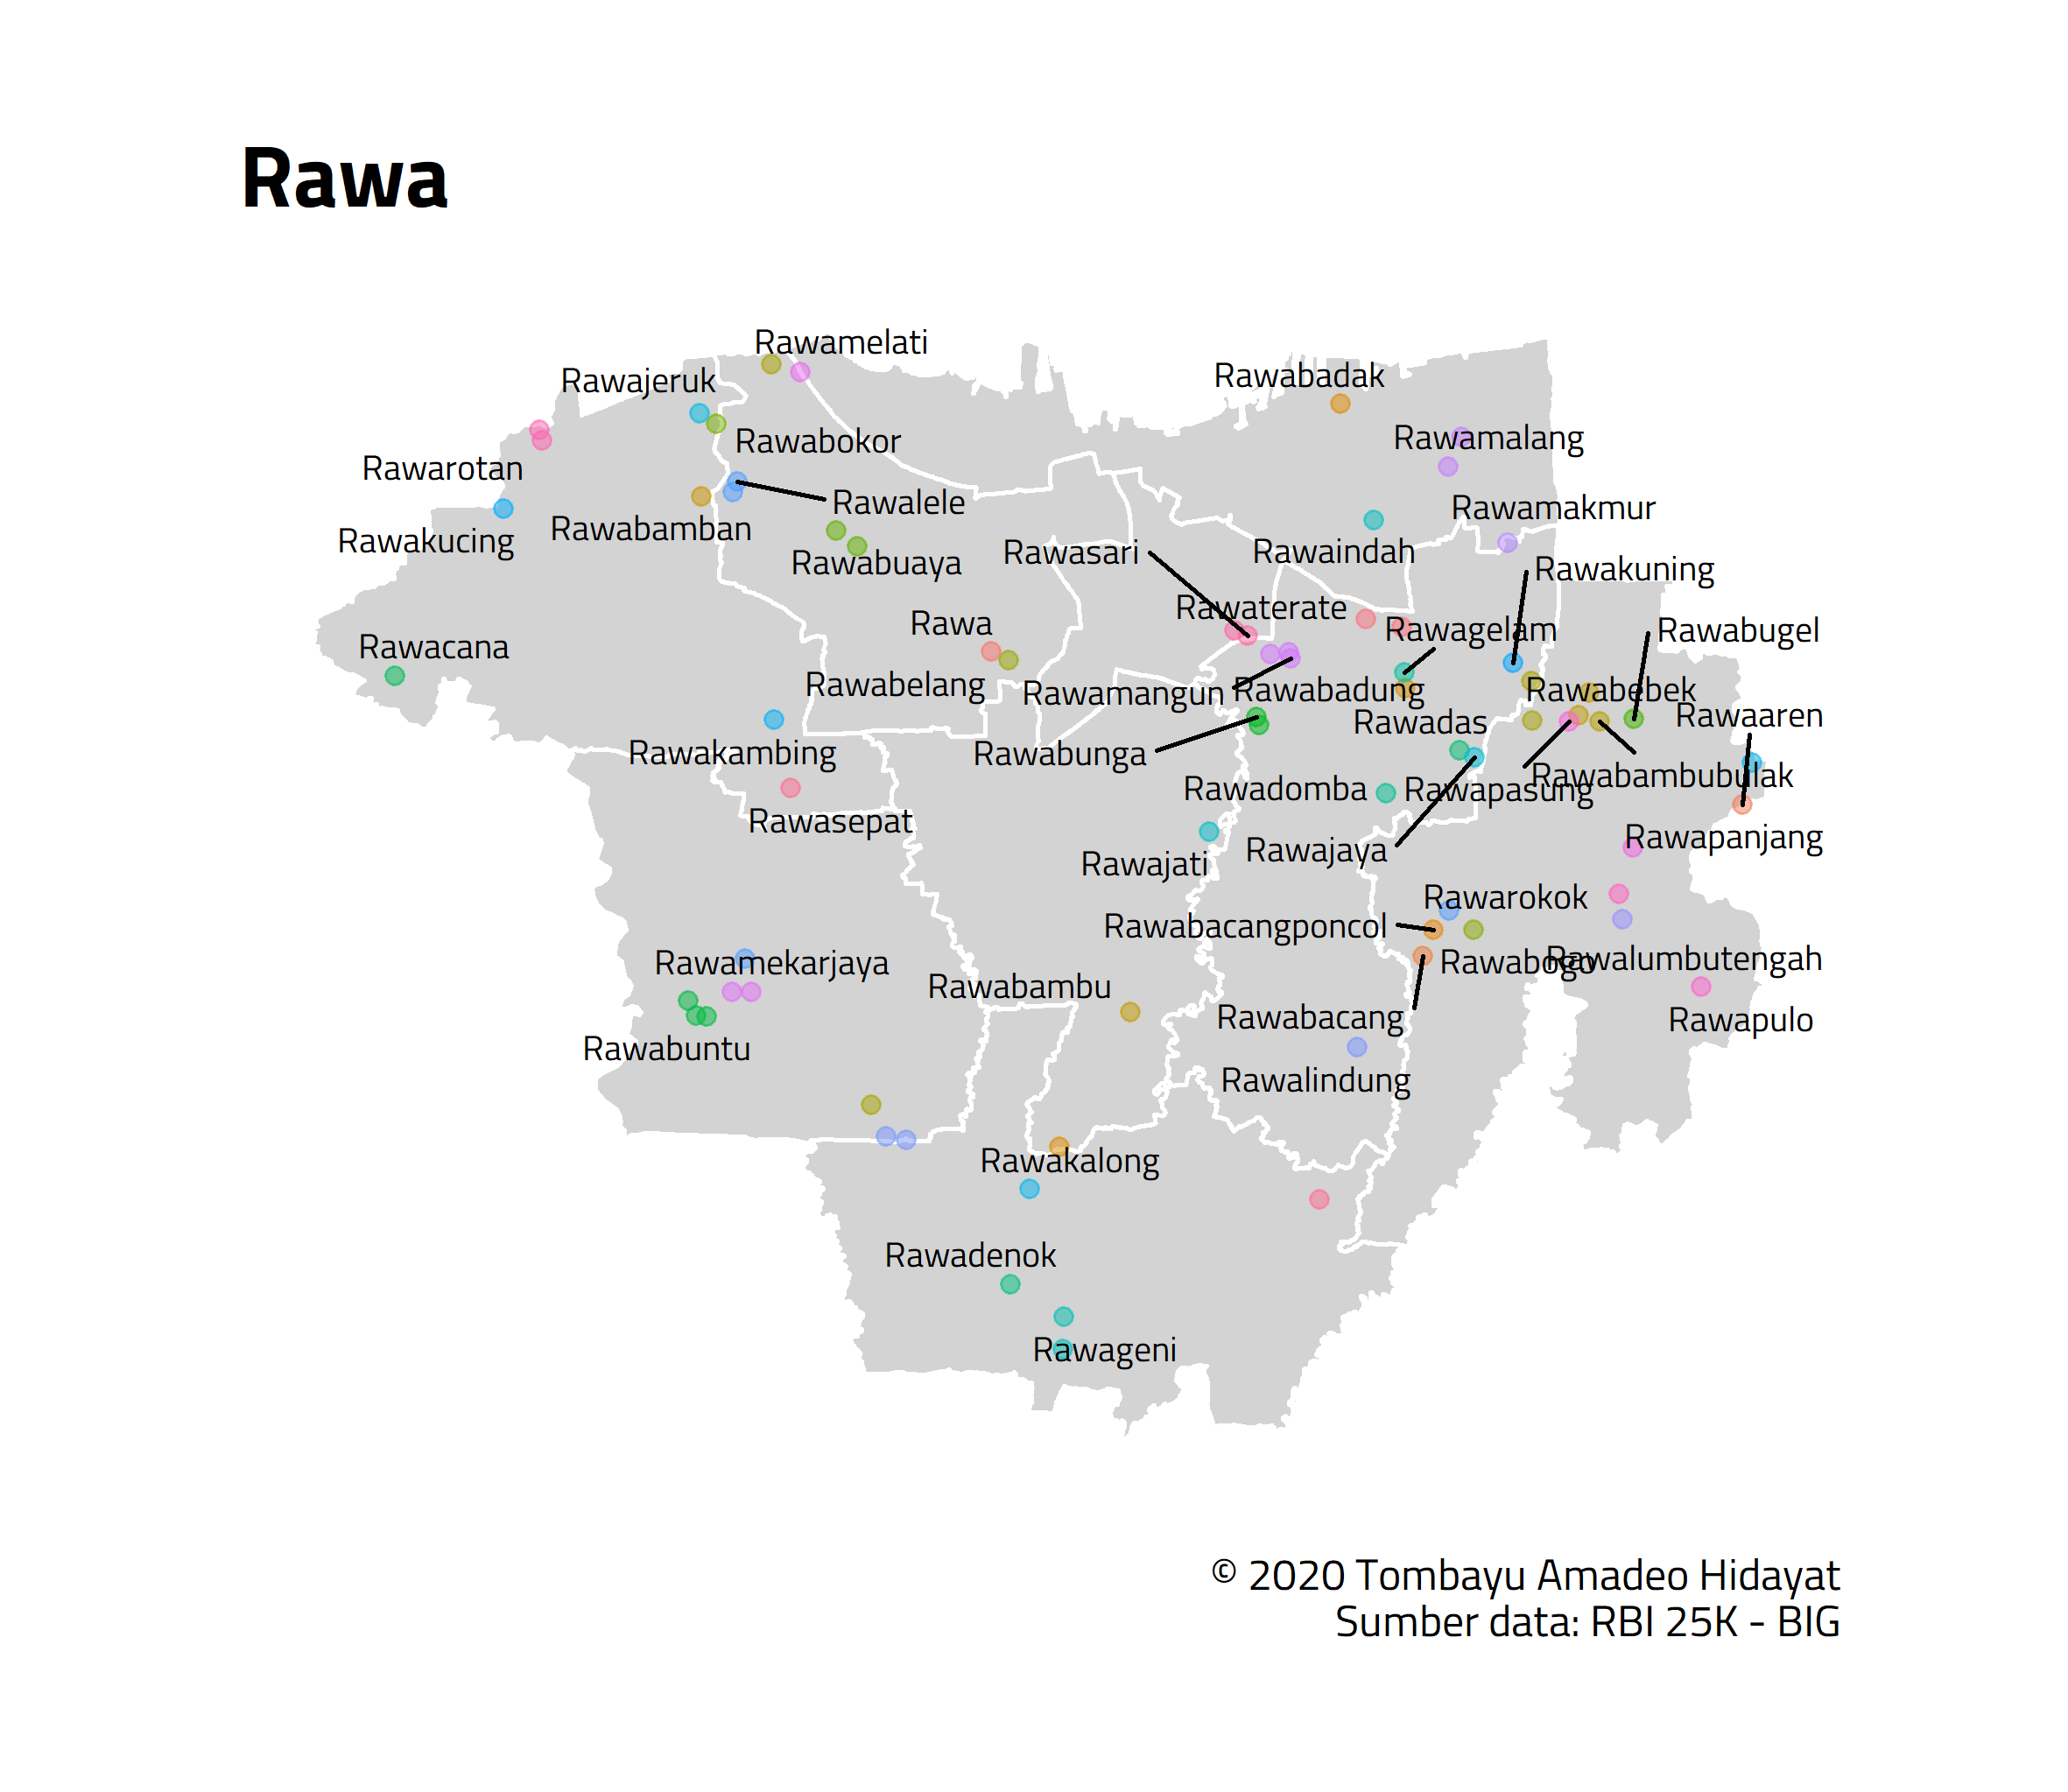 Rawa
Rawamelati
Rawajeruk
Rawabadak
Rawabokor
Rawamalang
Rawarotan
Rawalele
Rawamakmur
Rawabamban
Rawakucing
Rawasari
Rawaindah
Rawabuaya
Rawakuning
Rawaterate
Rawa
Rawagelam
Rawabugel
Rawacana
Rawabelang
Rawamangun
Rawabadung
Rawabebek
Rawaaren
Rawadas
Rawakambing
Rawabunga
Rawabambubulak
Rawadomba
Rawapasung
Rawasepat
Rawapanjang
Rawajaya
Rawajati
Rawarokok
Rawabacangponcol
Rawamekarjaya
Rawabogo
Rawalumbutengah
Rawabambu
Rawabacang
Rawapulo
Rawabuntu
Rawalindung
Rawakalong
Rawadenok
Rawageni
© 2020 Tombayu Amadeo Hidayat
Sumber data: RBI 25K - BIG